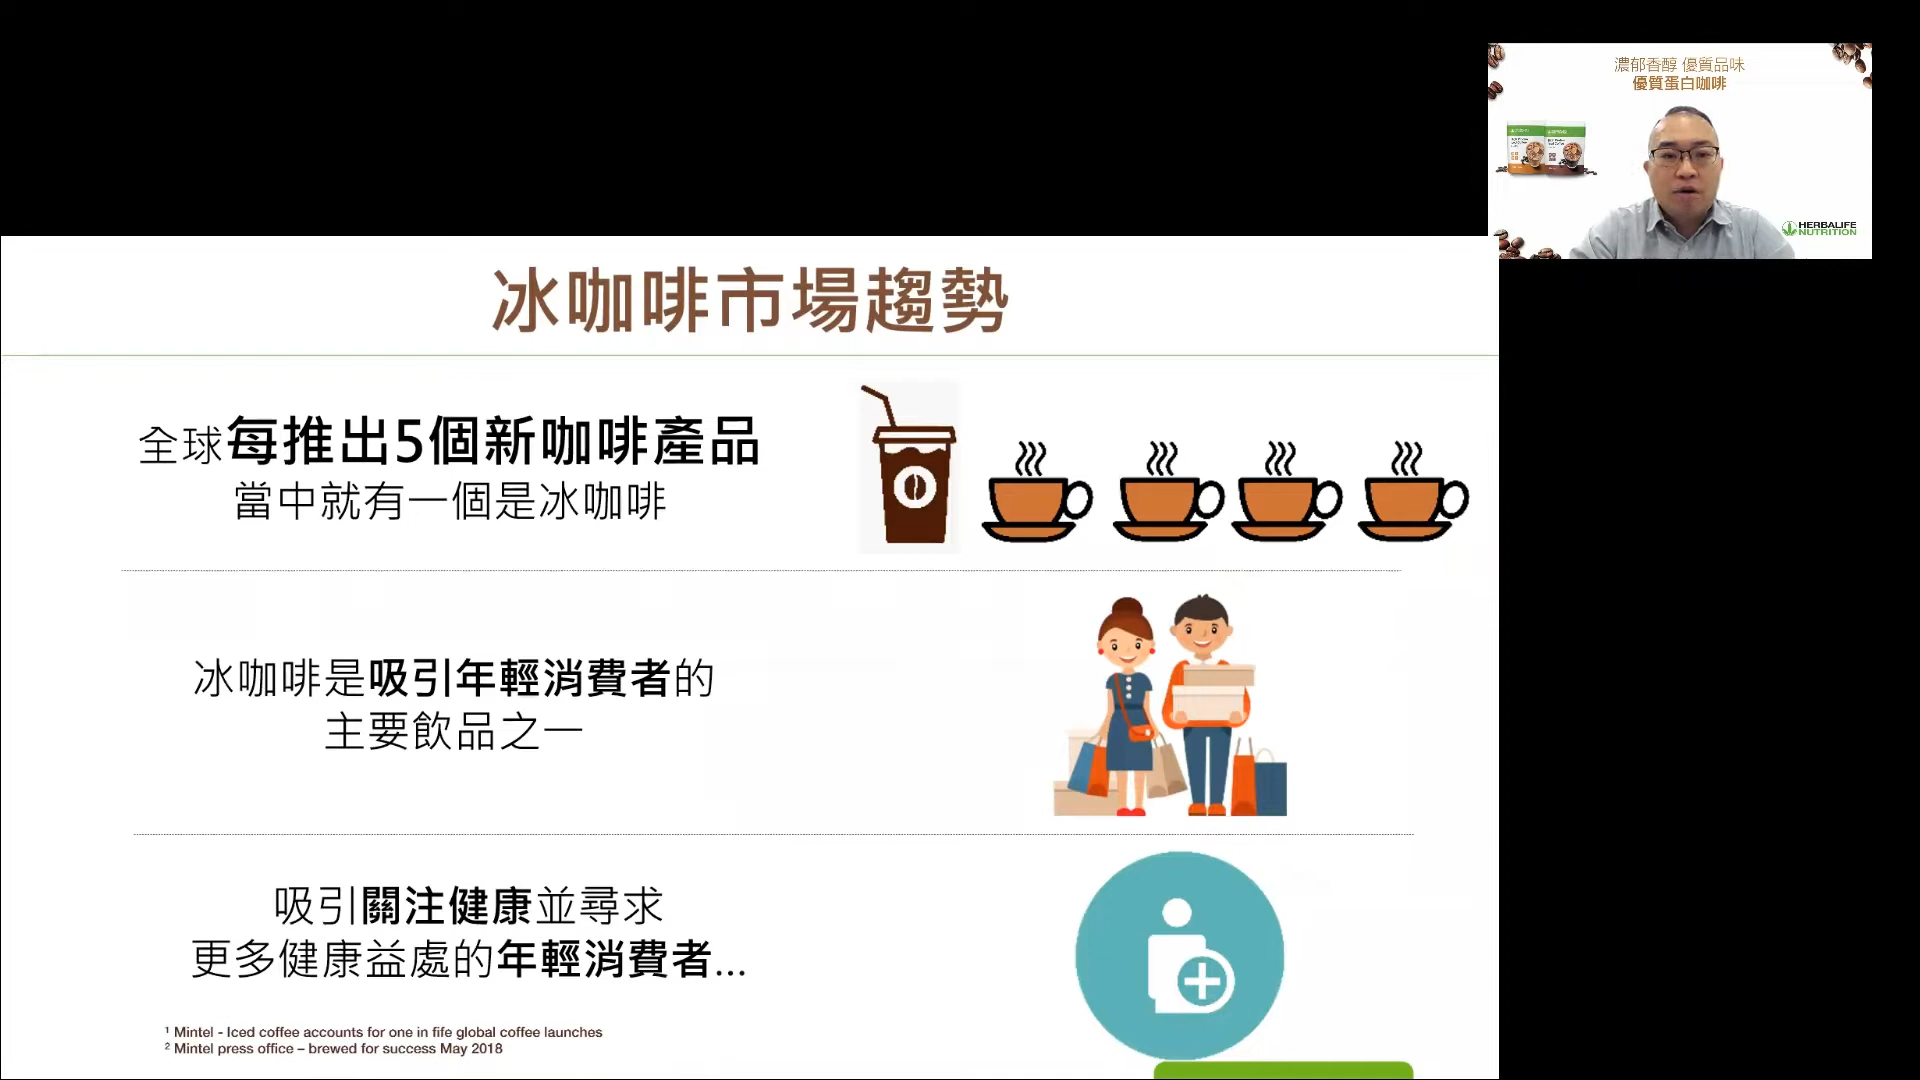 濃郁香醇 優質品味
優質蛋白咖啡
HERBALIFE
NUTRITION
冰咖啡市場趨勢
全球每推出5個新咖啡產品
當中就有一個是冰咖啡
冰咖啡是吸引年輕消費者的
主要飲品之一
吸引關注健康並尋求
更多健康益處的年輕消費者...
¹ Mintel - Iced coffee accounts for one in fife global coffee launches
² Mintel press office – brewed for success May 2018